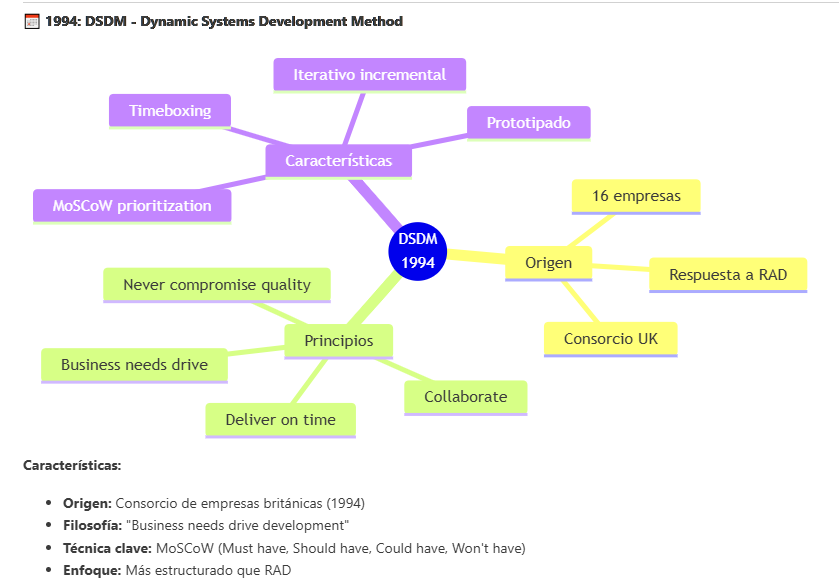 📅 1994: DSDM - Dynamic Systems Development Method
Iterativo incremental
Timeboxing
Prototipado
Características
MoSCoW prioritization
16 empresas
DSDM
1994
Origen
Respuesta a RAD
Never compromise quality
Principios
Consorcio UK
Business needs drive
Collaborate
Deliver on time
Características:
• Origen: Consorcio de empresas británicas (1994)
• Filosofía: "Business needs drive development"
• Técnica clave: MoSCoW (Must have, Should have, Could have, Won't have)
• Enfoque: Más estructurado que RAD